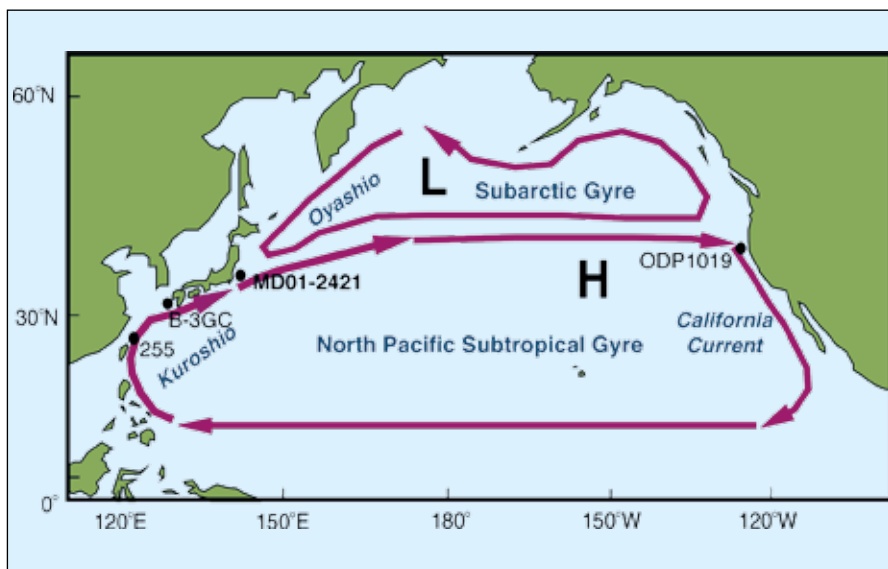 60°N
L
Oyashio
Subarctic Gyre
ODP1019
MD01-2421
H
B-3GC
30°N
255
Kuroshio
North Pacific Subtropical Gyre
California
Current
0°
120°E
150°E
180°
150°W
120°W